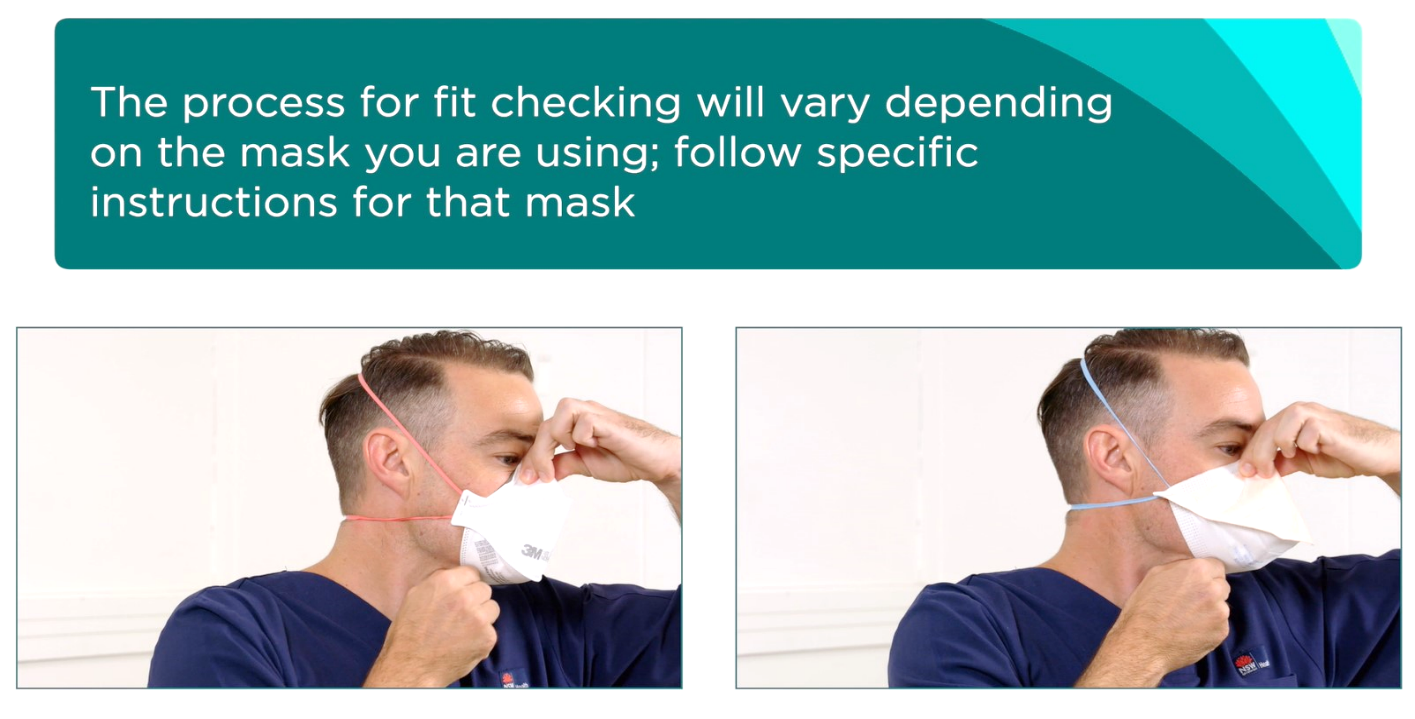 The process for fit checking will vary depending
on the mask you are using; follow specific
instructions for that mask
3M
NSW